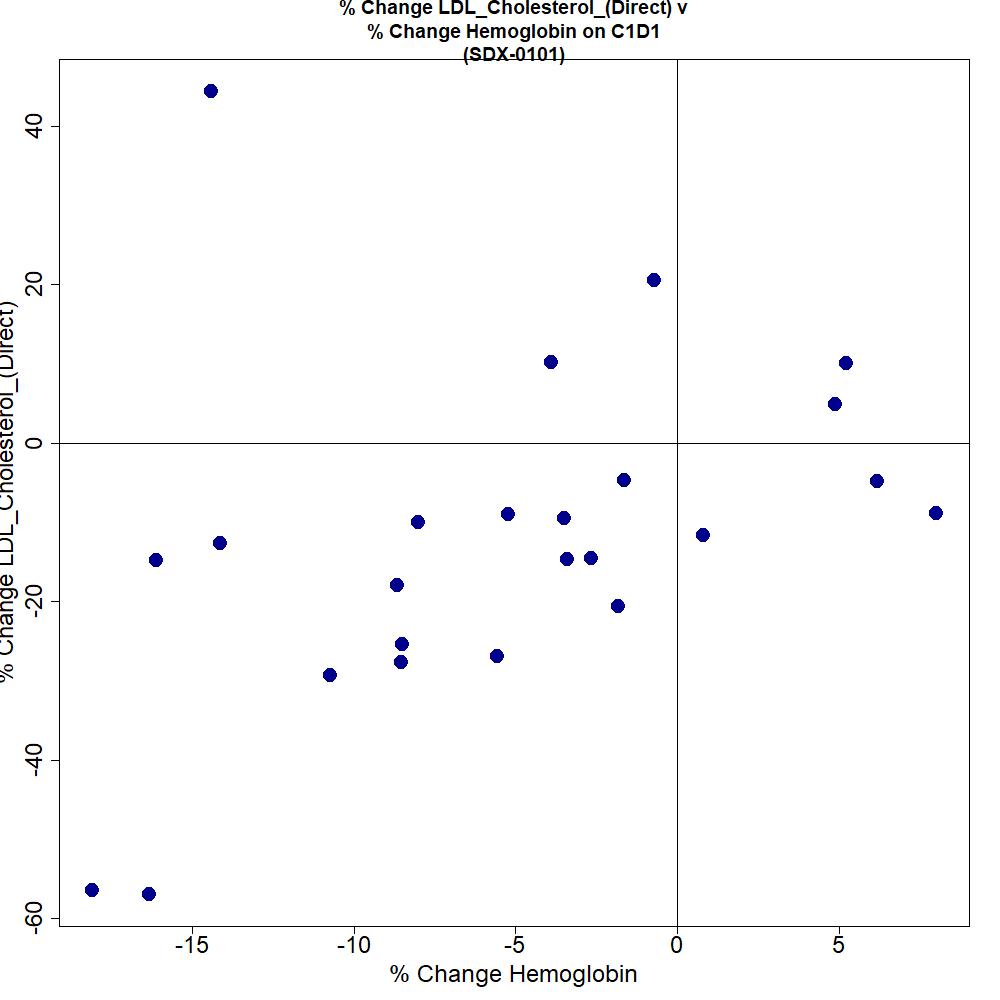 % Change LDL_Cholesterol_(Direct) v
% Change Hemoglobin on C1D1
(SDX-0101)
% Change LDL_Cholesterol_(Direct)
40
20
0
-20
-40
-60
-15
-10
-5
0
5
% Change Hemoglobin